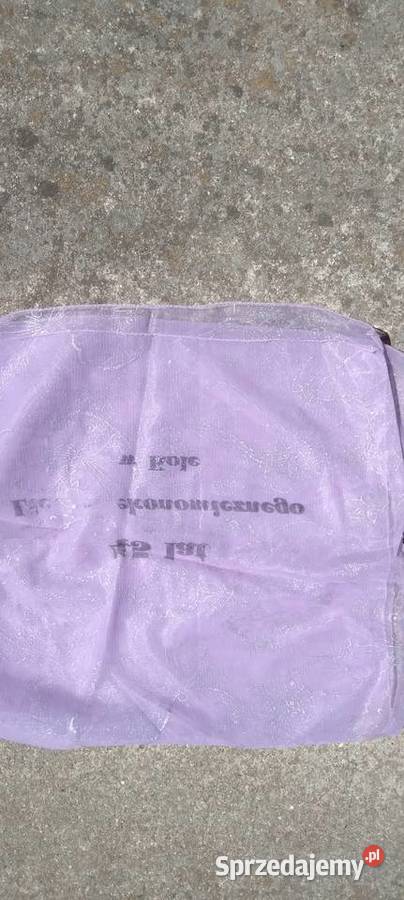 45 lat
ekonomicznego
w Kole
Sprzedajemy.pl